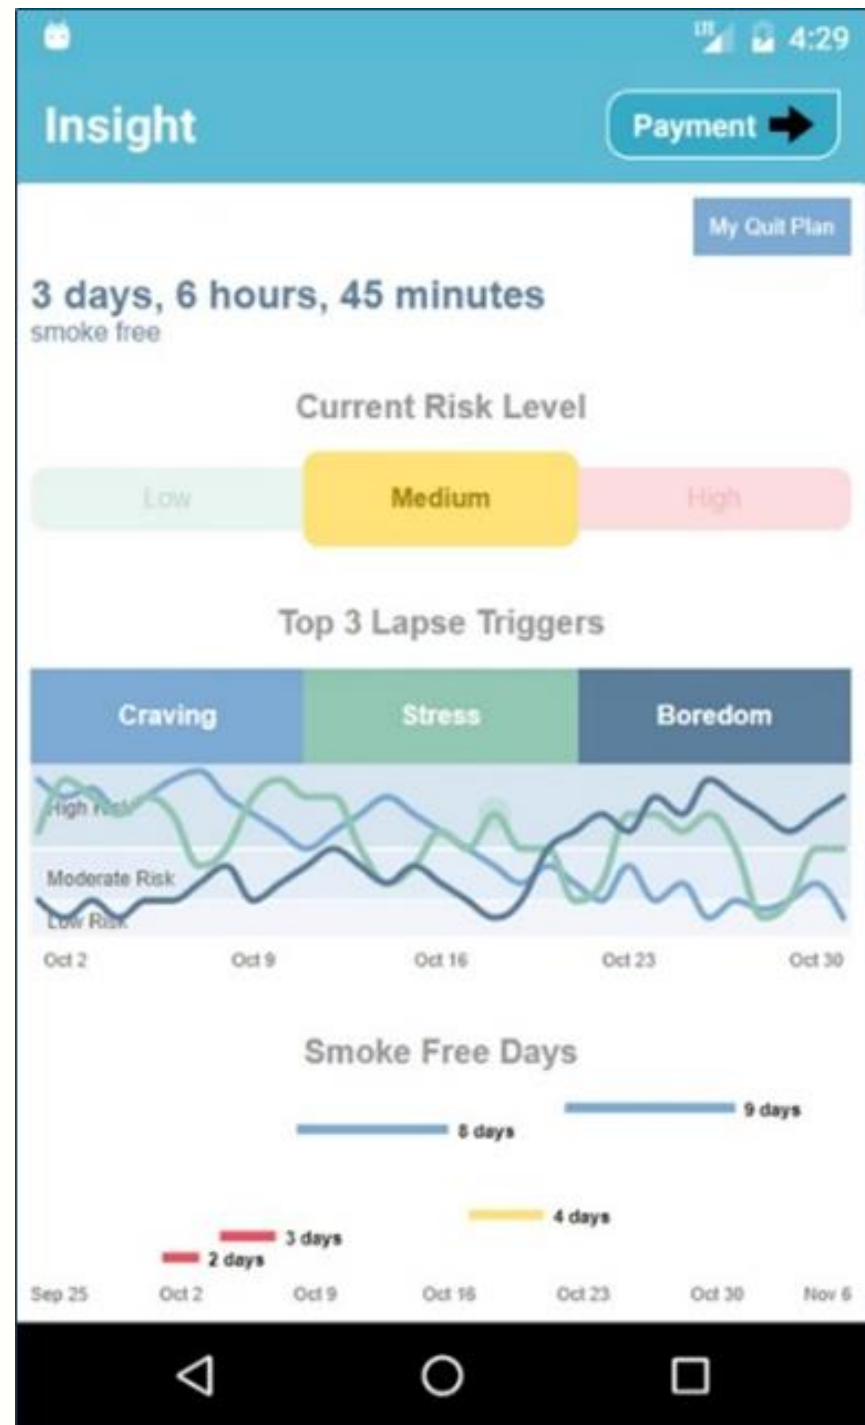 LTE 4:29
Insight
Payment
My Quit Plan
3 days, 6 hours, 45 minutes
smoke free
Current Risk Level
Low Medium High
Top 3 Lapse Triggers
Craving Stress Boredom
High Risk
Moderate Risk
Low Risk
Oct 2 Oct 9 Oct 16 Oct 23 Oct 30
Smoke Free Days
9 days
8 days
4 days
3 days
2 days
Sep 25 Oct 2 Oct 9 Oct 16 Oct 23 Oct 30 Nov 6